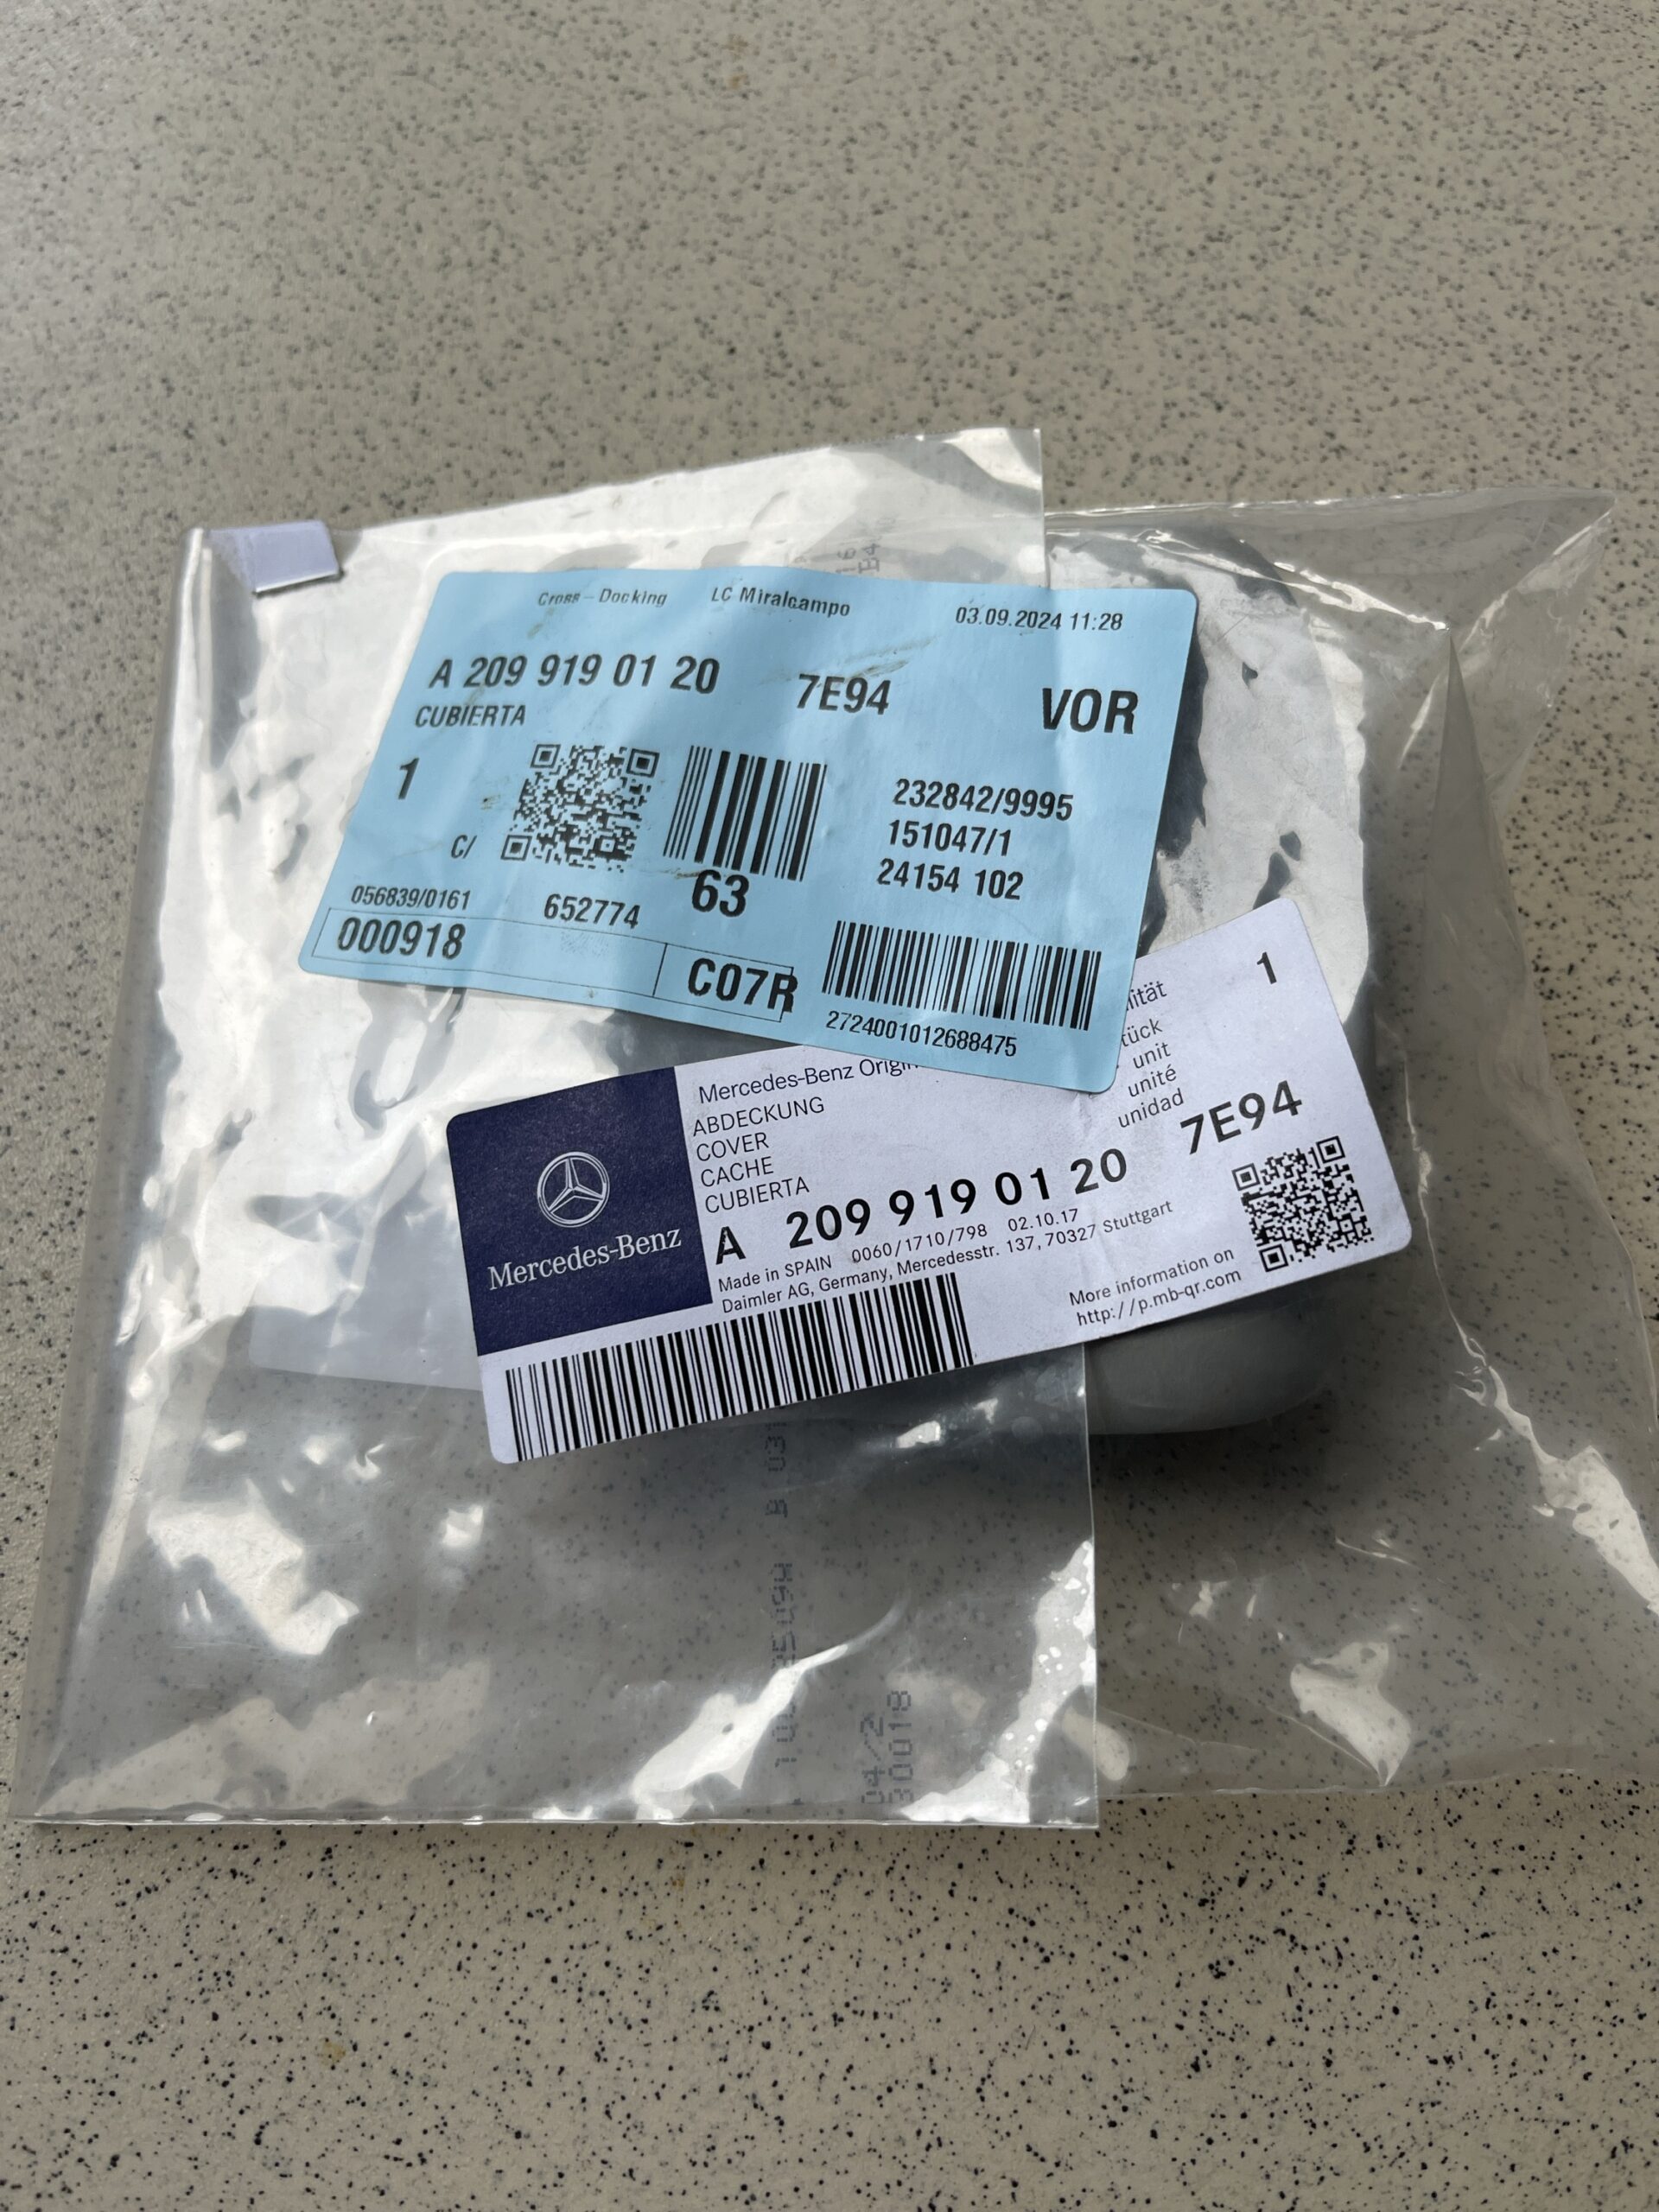 Cross - Docking LC Miralcampo 03.09.2024 11:28
A 209 919 01 20 7E94 VOR
CUBIERTA
1
232842/9995
151047/1
24154 102
C/
63
056839/0161 652774
000918
C07R
2724001012688475
1
tück
unit
unité
unidad
Mercedes-Benz
ABDECKUNG
COVER
CACHE
CUBIERTA
A 209 919 01 20 7E94
Made in SPAIN 0060/1710/798 02.10.17
Daimler AG, Germany, Mercedesstr. 137, 70327 Stuttgart
Mercedes-Benz
More information on
http://p.mb-qr.com
04/2